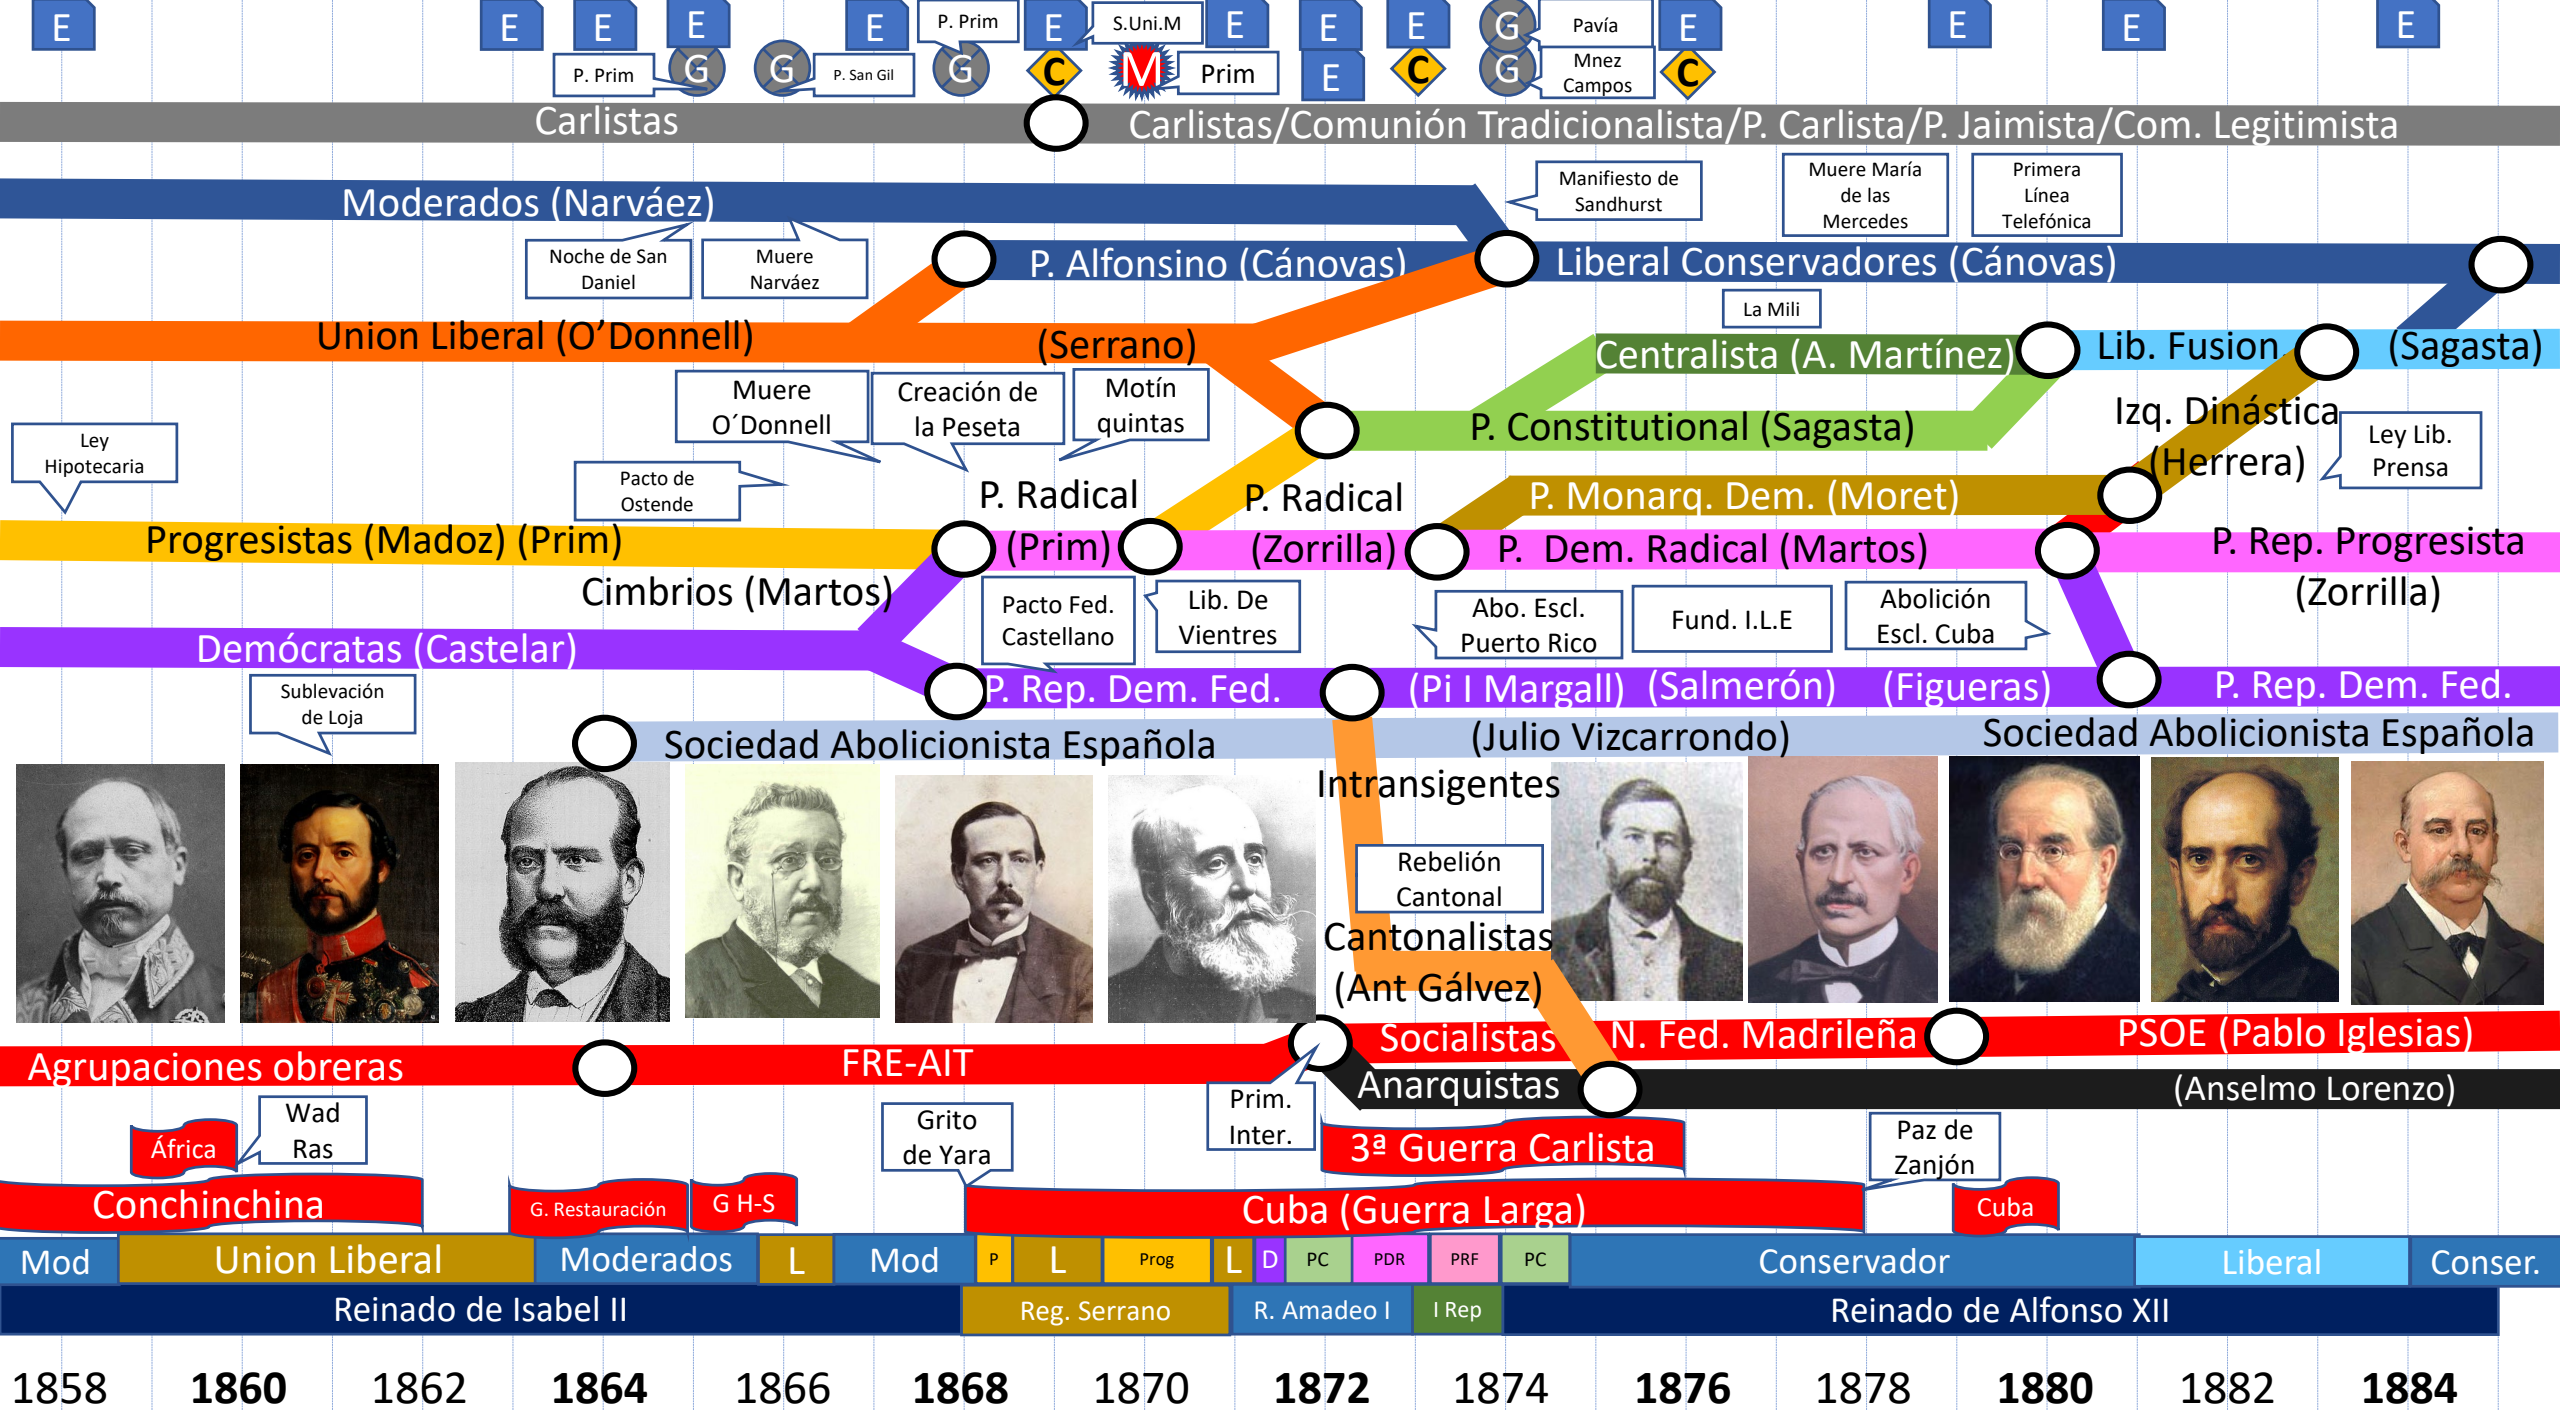 E
E
E
E
E
P. Prim
E
S.Uni.M
E
E
E
G
Pavía
E
E
E
E
P. Prim
G
G
P. San Gil
G
C
M
Prim
E
C
G
Mnez
Campos
C
Carlistas
Carlistas/Comunión Tradicionalista/P. Carlista/P. Jaimista/Com. Legitimista
Moderados (Narváez)
Manifiesto de
Sandhurst
Muere María
de las
Mercedes
Primera
Línea
Telefónica
Noche de San
Daniel
Muere
Narváez
P. Alfonsino (Cánovas)
Liberal Conservadores (Cánovas)
La Mili
Union Liberal (O’Donnell)
(Serrano)
Centralista (A. Martínez)
Lib. Fusion.
(Sagasta)
Muere
O´Donnell
Creación de
la Peseta
Motín
quintas
P. Constitutional (Sagasta)
Izq. Dinástica
(Herrera)
Ley Lib.
Prensa
Ley
Hipotecaria
Pacto de
Ostende
P. Radical
(Prim)
P. Radical
(Zorrilla)
P. Monarq. Dem. (Moret)
Progresistas (Madoz) (Prim)
P. Dem. Radical (Martos)
P. Rep. Progresista
(Zorrilla)
Cimbrios (Martos)
Pacto Fed.
Castellano
Lib. De
Vientres
Abo. Escl.
Puerto Rico
Fund. I.L.E
Abolición
Escl. Cuba
Demócratas (Castelar)
P. Rep. Dem. Fed.
(Pi I Margall)
(Salmerón)
(Figueras)
P. Rep. Dem. Fed.
Sublevación
de Loja
Sociedad Abolicionista Española
(Julio Vizcarrondo)
Sociedad Abolicionista Española
Intransigentes
Rebelión
Cantonal
Cantonalistas
(Ant Gálvez)
Agrupaciones obreras
FRE-AIT
Socialistas
N. Fed. Madrileña
PSOE (Pablo Iglesias)
Anarquistas
(Anselmo Lorenzo)
Prim.
Inter.
África
Wad
Ras
Grito
de Yara
3ª Guerra Carlista
Paz de
Zanjón
Conchinchina
G. Restauración
G H-S
Cuba (Guerra Larga)
Cuba
Mod
Union Liberal
Moderados
L
Mod
P
L
Prog
L
D
PC
PDR
PRF
PC
Conservador
Liberal
Conser.
Reinado de Isabel II
Reg. Serrano
R. Amadeo I
I Rep
Reinado de Alfonso XII
1858
1860
1862
1864
1866
1868
1870
1872
1874
1876
1878
1880
1882
1884